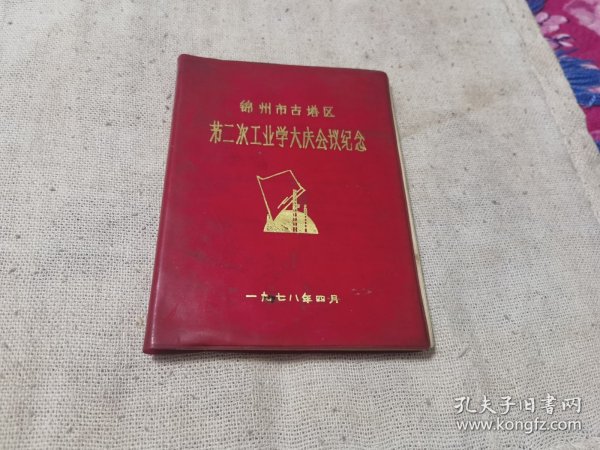 锦州市古塔区
第二次工业学大庆会议纪念
一九七八年四月
孔夫子旧书网
www.kongfz.com